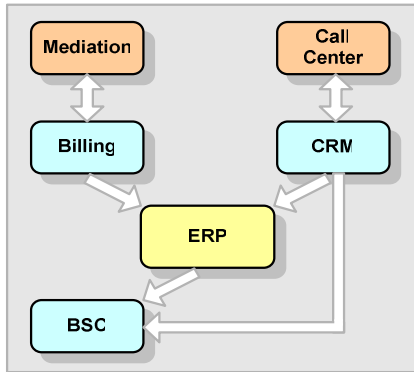 Mediation
Call
Center
Billing
CRM
ERP
BSC